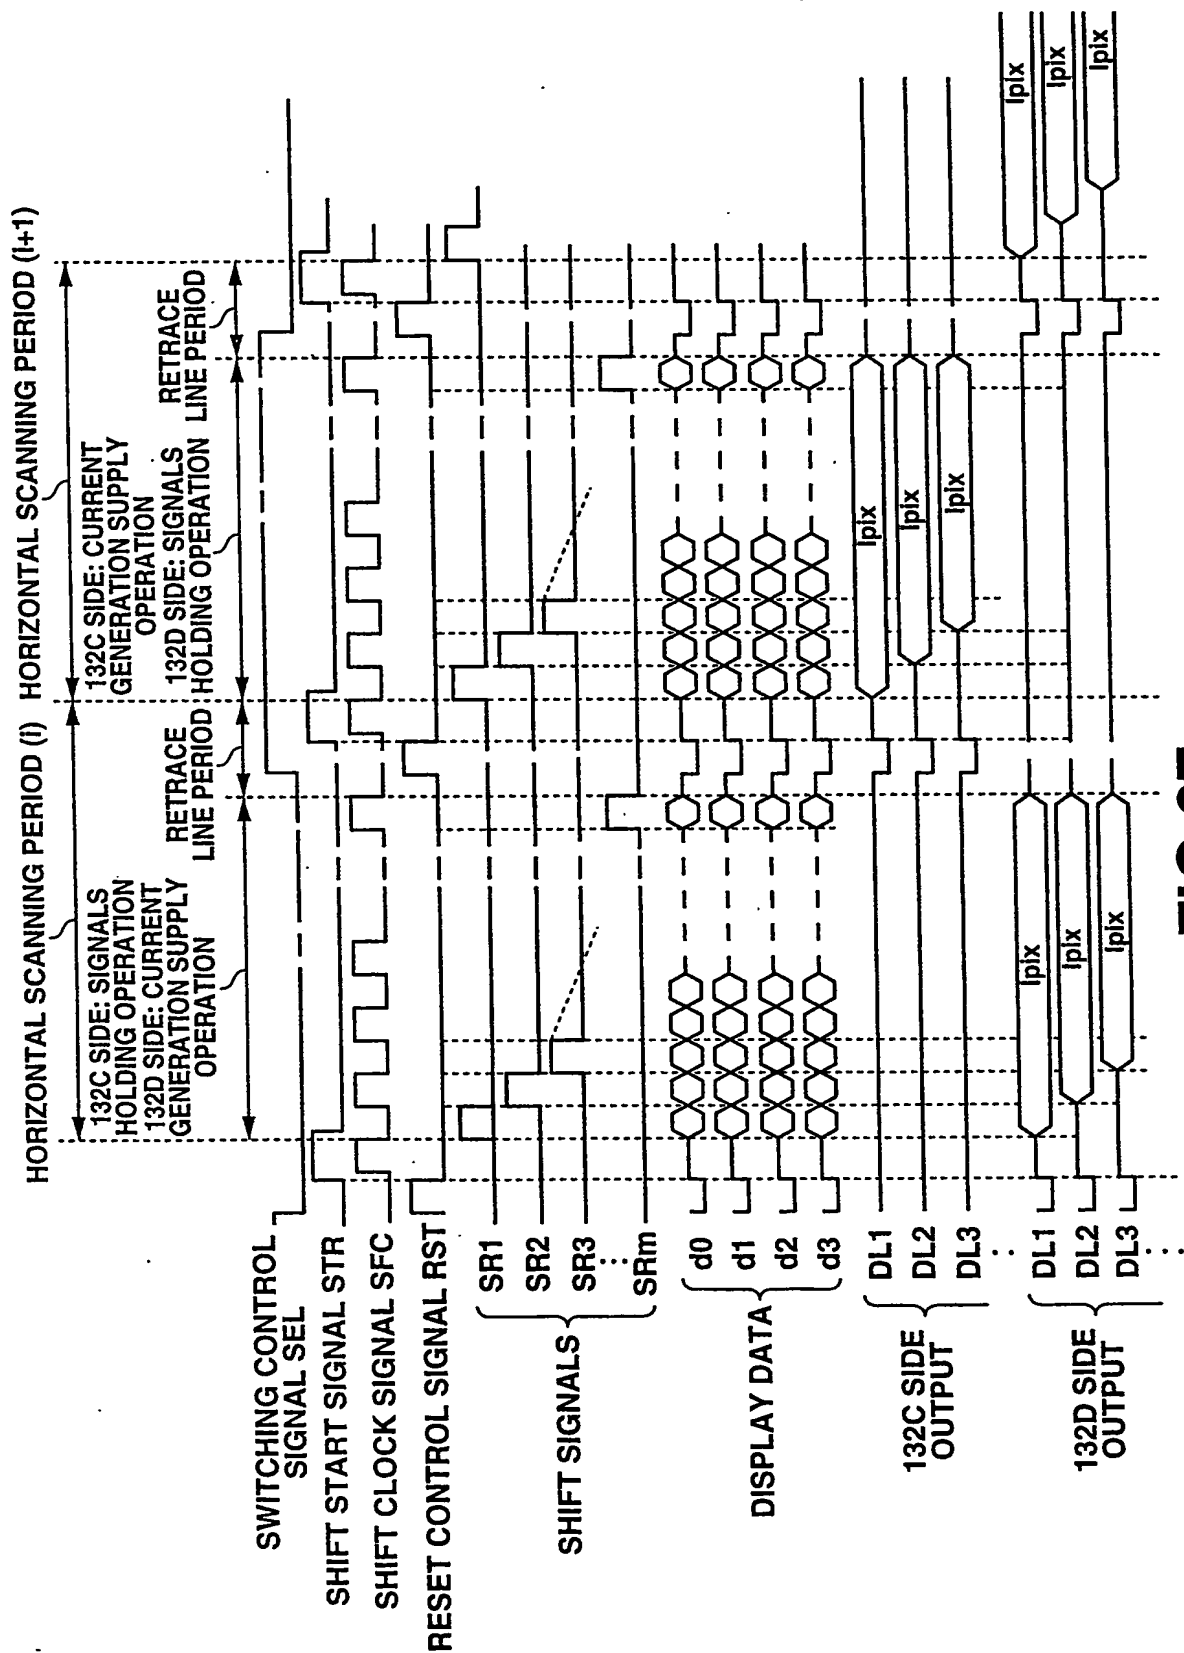 HORIZONTAL SCANNING PERIOD (i)
HORIZONTAL SCANNING PERIOD (i+1)
132C SIDE: SIGNALS
HOLDING OPERATION
132D SIDE: CURRENT
GENERATION SUPPLY
OPERATION
RETRACE
LINE PERIOD
132C SIDE: CURRENT
GENERATION SUPPLY
OPERATION
132D SIDE: SIGNALS
HOLDING OPERATION
RETRACE
LINE PERIOD
SWITCHING CONTROL
SIGNAL SEL
SHIFT START SIGNAL STR
SHIFT CLOCK SIGNAL SFC
RESET CONTROL SIGNAL RST
SHIFT SIGNALS
SR1
SR2
SR3
SRm
DISPLAY DATA
d0
d1
d2
d3
132C SIDE
OUTPUT
DL1
Ipix
DL2
Ipix
DL3
Ipix
132D SIDE
OUTPUT
DL1
Ipix
Ipix
DL2
Ipix
Ipix
DL3
Ipix
Ipix